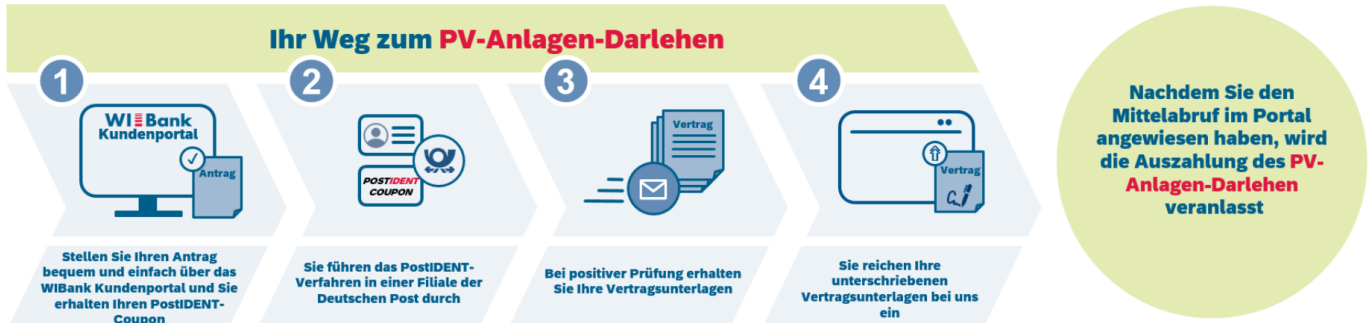 Ihr Weg zum PV-Anlagen-Darlehen
1
WIBank
Kundenportal
Antrag
Stellen Sie Ihren Antrag
bequem und einfach über das
WIBank Kundenportal und Sie
erhalten Ihren PostIDENT-
Coupon
2
POSTIDENT
COUPON
Sie führen das PostIDENT-
Verfahren in einer Filiale der
Deutschen Post durch
3
Vertrag
Bei positiver Prüfung erhalten
Sie Ihre Vertragsunterlagen
4
Vertrag
Sie reichen Ihre
unterschriebenen
Vertragsunterlagen bei uns
ein
Nachdem Sie den
Mittelabruf im Portal
angewiesen haben, wird
die Auszahlung des PV-
Anlagen-Darlehen
veranlasst